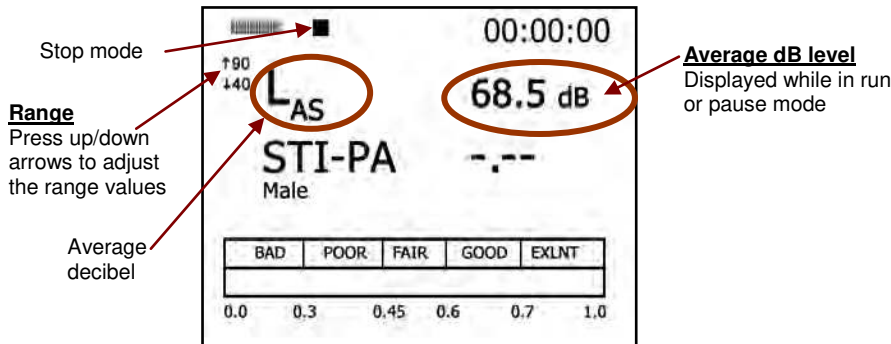 Stop mode
00:00:00
↑90
↓40
LAS
68.5 dB
Average dB level
Displayed while in run
or pause mode
Range
Press up/down
arrows to adjust
the range values
STI-PA
-.--
Male
Average
decibel
BAD POOR FAIR GOOD EXLNT
0.0 0.3 0.45 0.6 0.7 1.0